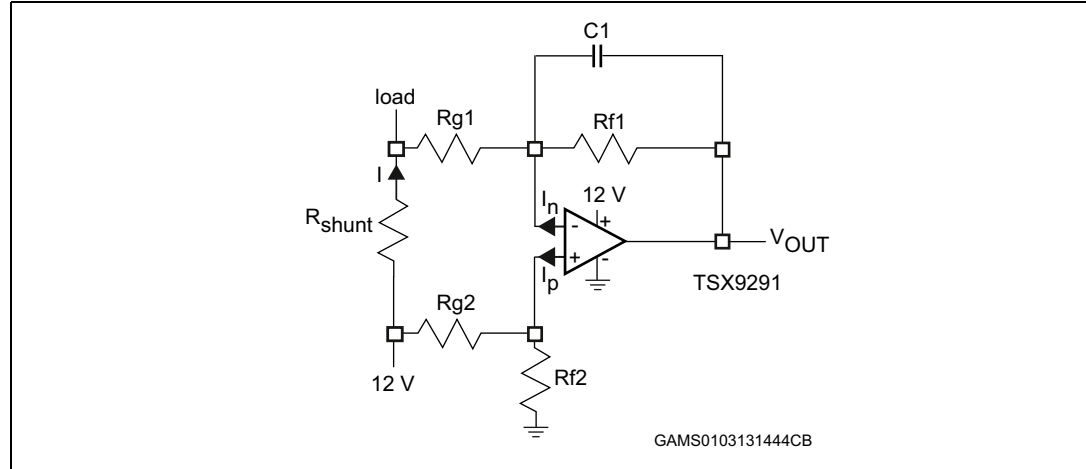 C1
load
Rg1
Rf1
I
Rshunt
In
12 V
+
-
+
-
Ip
VOUT
TSX9291
Rg2
12 V
Rf2
GAMS0103131444CB